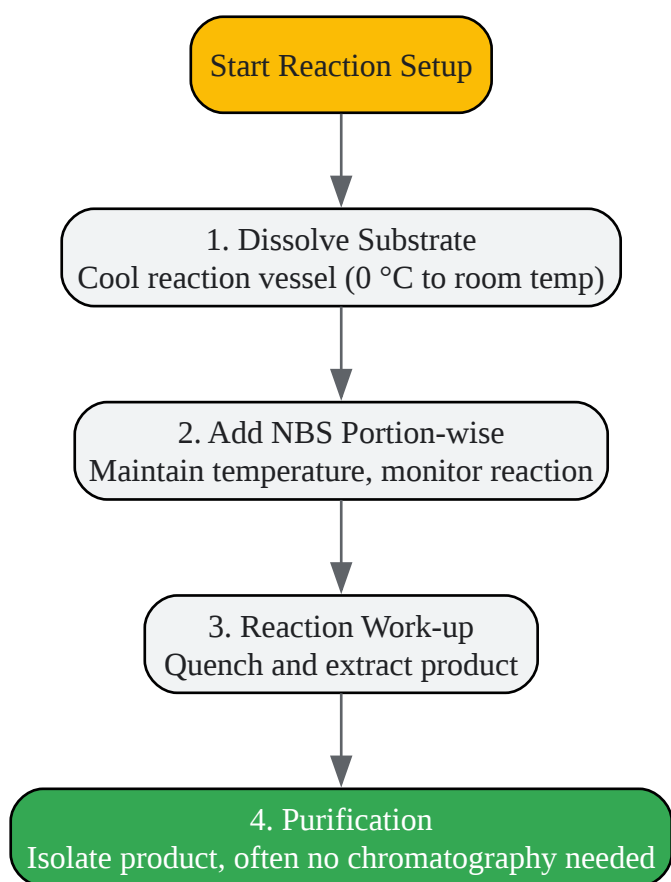 Start Reaction Setup
1. Dissolve Substrate
Cool reaction vessel (0 °C to room temp)
2. Add NBS Portion-wise
Maintain temperature, monitor reaction
3. Reaction Work-up
Quench and extract product
4. Purification
Isolate product, often no chromatography needed